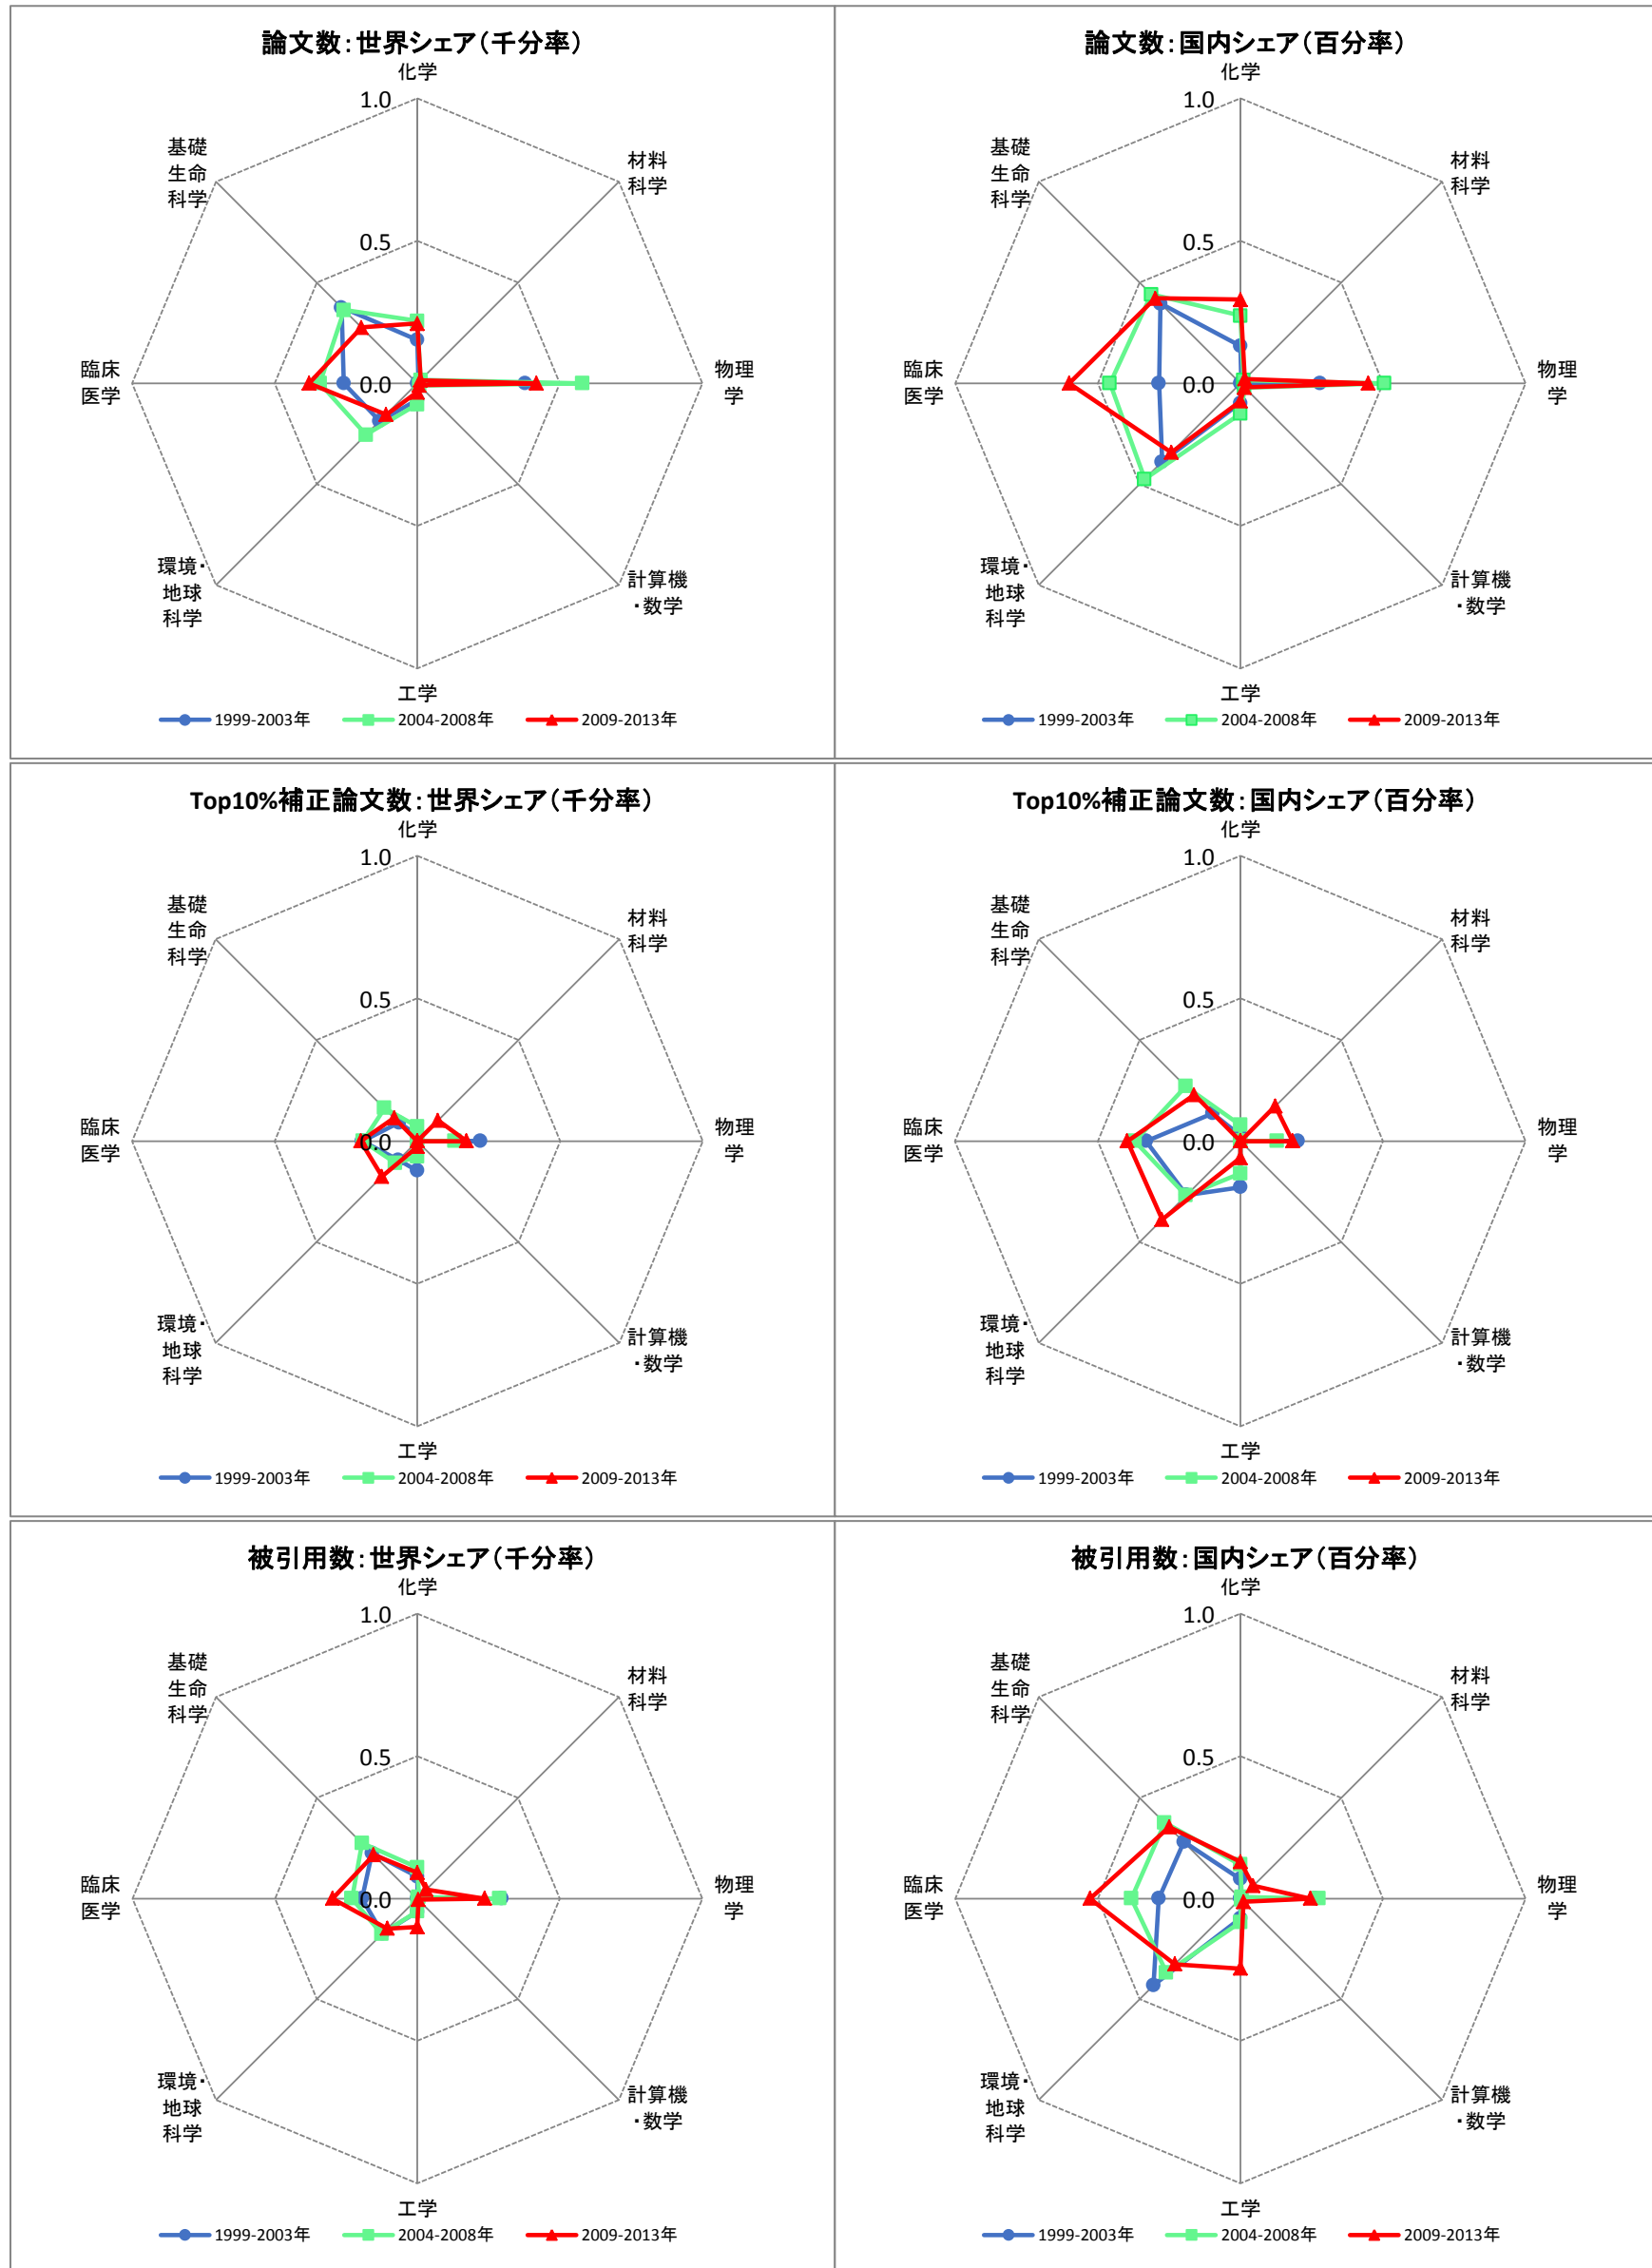 論文数：世界シェア（千分率）
化学
1.0
基礎
生命
科学
材料
科学
0.5
臨床
医学
0.0
物理
学
環境・
地球
科学
計算機
・数学
工学
1999-2003年
2004-2008年
2009-2013年
論文数：国内シェア（百分率）
化学
1.0
基礎
生命
科学
材料
科学
0.5
臨床
医学
0.0
物理
学
環境・
地球
科学
計算機
・数学
工学
1999-2003年
2004-2008年
2009-2013年
Top10%補正論文数：世界シェア（千分率）
化学
1.0
基礎
生命
科学
材料
科学
0.5
臨床
医学
0.0
物理
学
環境・
地球
科学
計算機
・数学
工学
1999-2003年
2004-2008年
2009-2013年
Top10%補正論文数：国内シェア（百分率）
化学
1.0
基礎
生命
科学
材料
科学
0.5
臨床
医学
0.0
物理
学
環境・
地球
科学
計算機
・数学
工学
1999-2003年
2004-2008年
2009-2013年
被引用数：世界シェア（千分率）
化学
1.0
基礎
生命
科学
材料
科学
0.5
臨床
医学
0.0
物理
学
環境・
地球
科学
計算機
・数学
工学
1999-2003年
2004-2008年
2009-2013年
被引用数：国内シェア（百分率）
化学
1.0
基礎
生命
科学
材料
科学
0.5
臨床
医学
0.0
物理
学
環境・
地球
科学
計算機
・数学
工学
1999-2003年
2004-2008年
2009-2013年